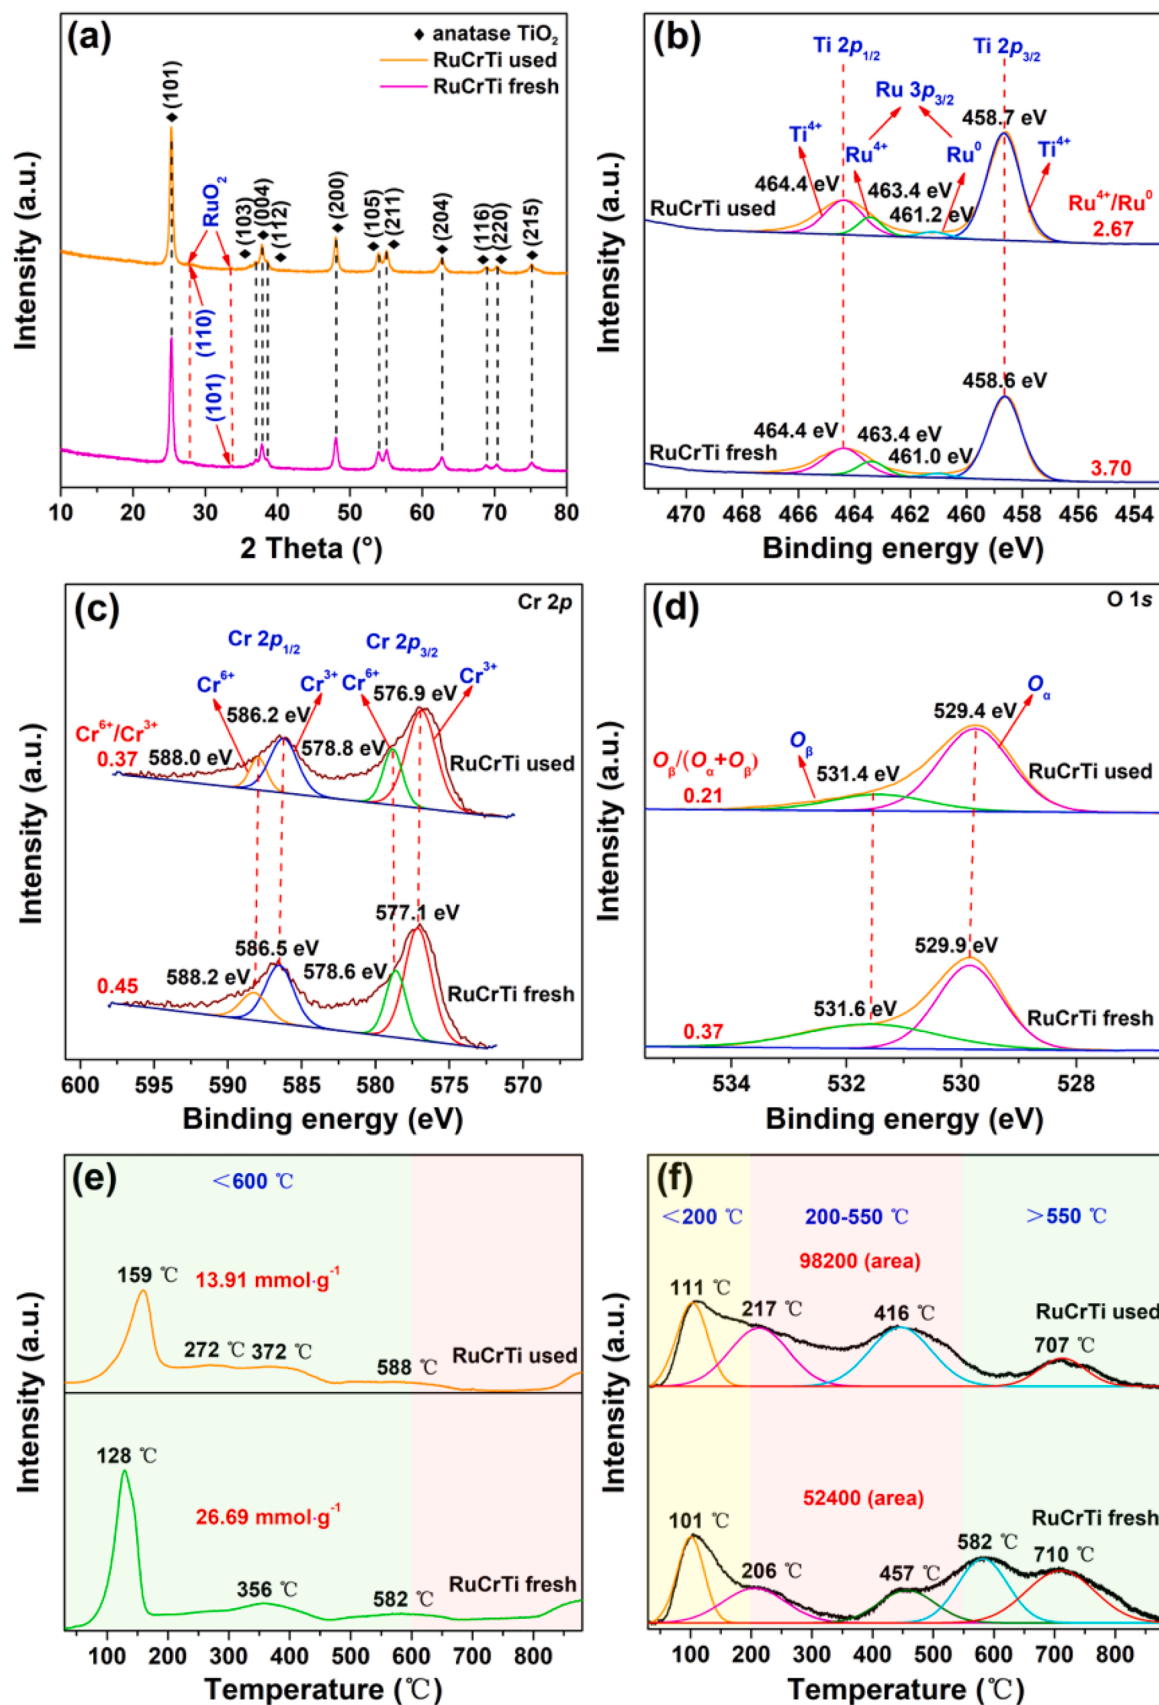 (a)
◆ anatase TiO₂
RuCrTi used
RuCrTi fresh
(101)
RuO₂
(103)
(004)
(112)
(200)
(105)
(211)
(204)
(116)
(220)
(215)
(110)
(101)
Intensity (a.u.)
10 20 30 40 50 60 70 80
2 Theta (°)
(b)
Ti 2p₁/₂
Ti 2p₃/₂
Ru 3p₃/₂
458.7 eV
Ti⁴⁺
Ru⁴⁺
Ru⁰
Ti⁴⁺
464.4 eV
463.4 eV
461.2 eV
Ru⁴⁺/Ru⁰
2.67
RuCrTi used
458.6 eV
464.4 eV
463.4 eV
461.0 eV
RuCrTi fresh
3.70
Intensity (a.u.)
470 468 466 464 462 460 458 456 454
Binding energy (eV)
(c)
Cr 2p
Cr 2p₁/₂
Cr 2p₃/₂
Cr⁶⁺
Cr³⁺
Cr⁶⁺
Cr³⁺
576.9 eV
586.2 eV
578.8 eV
588.0 eV
Cr⁶⁺/Cr³⁺
0.37
RuCrTi used
577.1 eV
586.5 eV
578.6 eV
588.2 eV
0.45
RuCrTi fresh
Intensity (a.u.)
600 595 590 585 580 575 570
Binding energy (eV)
(d)
O 1s
Oα
529.4 eV
Oβ
531.4 eV
Oβ/(Oα+Oβ)
0.21
RuCrTi used
529.9 eV
531.6 eV
0.37
RuCrTi fresh
Intensity (a.u.)
534 532 530 528
Binding energy (eV)
(e)
＜600 ℃
159 ℃
13.91 mmol·g⁻¹
272 ℃
372 ℃
588 ℃
RuCrTi used
128 ℃
26.69 mmol·g⁻¹
356 ℃
582 ℃
RuCrTi fresh
Intensity (a.u.)
100 200 300 400 500 600 700 800
Temperature (℃)
(f)
＜200 ℃
200-550 ℃
＞550 ℃
98200 (area)
111 ℃
217 ℃
416 ℃
707 ℃
RuCrTi used
52400 (area)
101 ℃
206 ℃
457 ℃
582 ℃
710 ℃
RuCrTi fresh
Intensity (a.u.)
100 200 300 400 500 600 700 800
Temperature (℃)